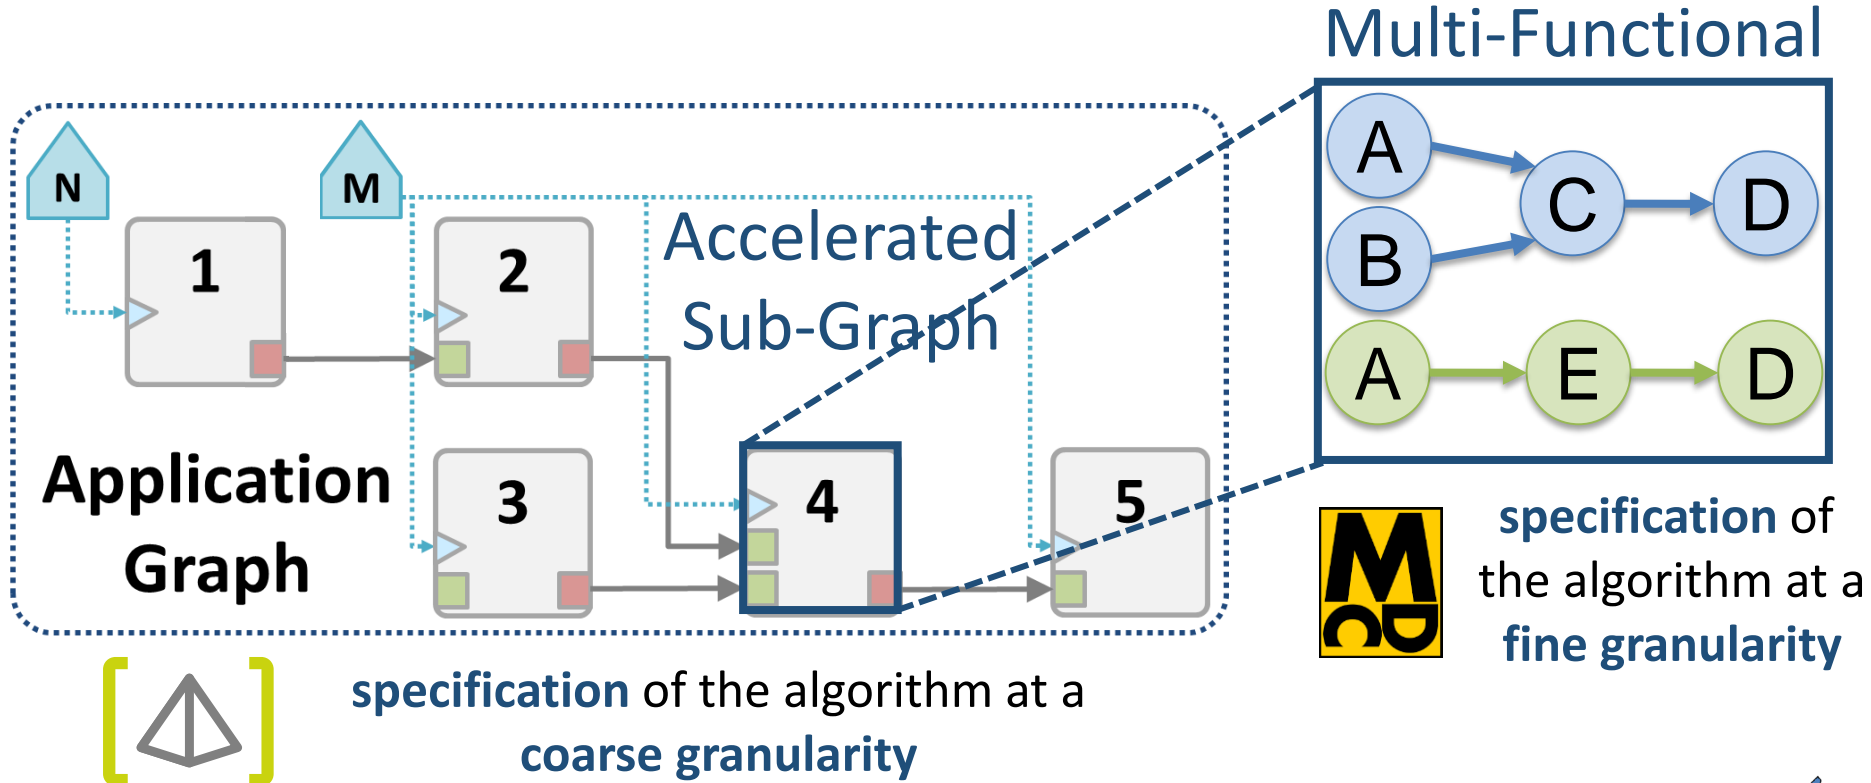 Multi-Functional
N
M
1
2
Accelerated
Sub-Graph
Application
Graph
3
4
5
A
B
C
D
A
E
D
specification of the algorithm at a
coarse granularity
MDC
specification of
the algorithm at a
fine granularity